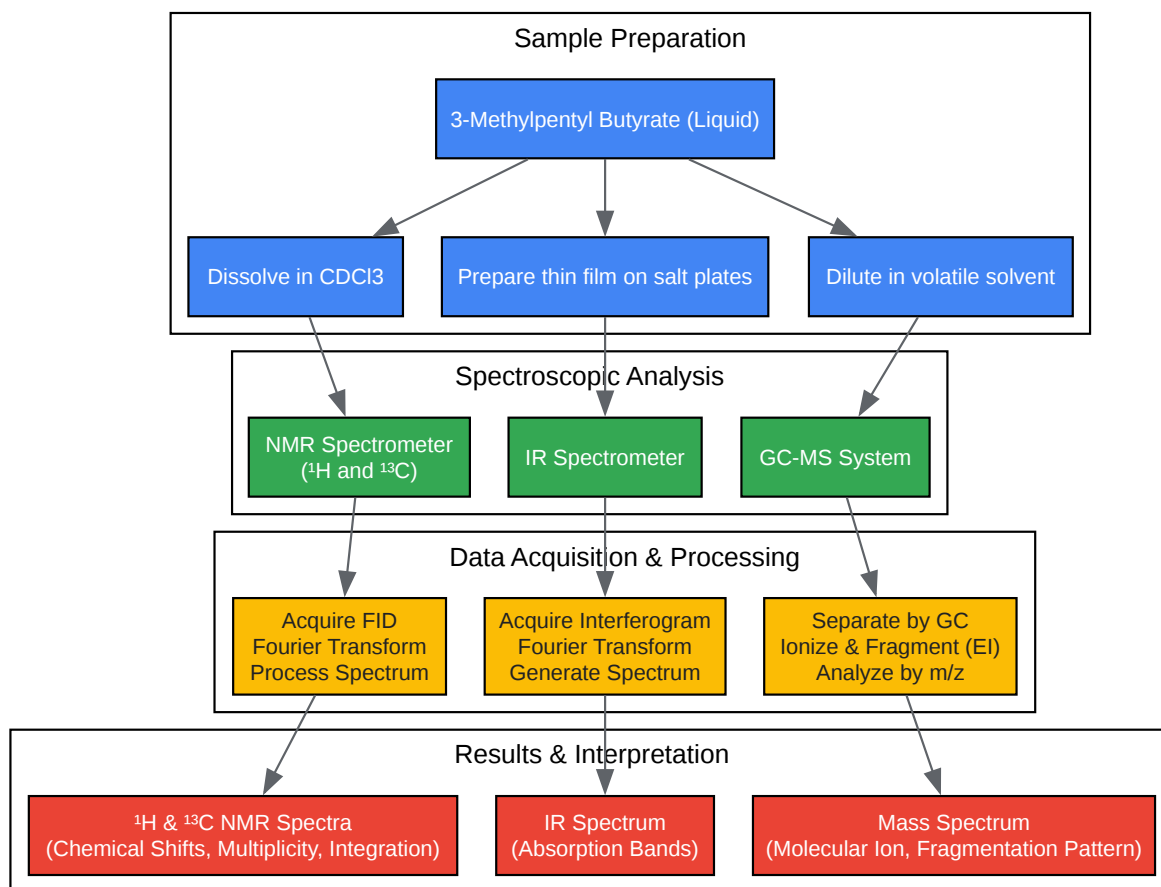 Sample Preparation
3-Methylpentyl Butyrate (Liquid)
Dissolve in CDCl3
Prepare thin film on salt plates
Dilute in volatile solvent
Spectroscopic Analysis
NMR Spectrometer
(¹H and ¹³C)
IR Spectrometer
GC-MS System
Data Acquisition & Processing
Acquire FID
Fourier Transform
Process Spectrum
Acquire Interferogram
Fourier Transform
Generate Spectrum
Separate by GC
Ionize & Fragment (EI)
Analyze by m/z
Results & Interpretation
¹H & ¹³C NMR Spectra
(Chemical Shifts, Multiplicity, Integration)
IR Spectrum
(Absorption Bands)
Mass Spectrum
(Molecular Ion, Fragmentation Pattern)